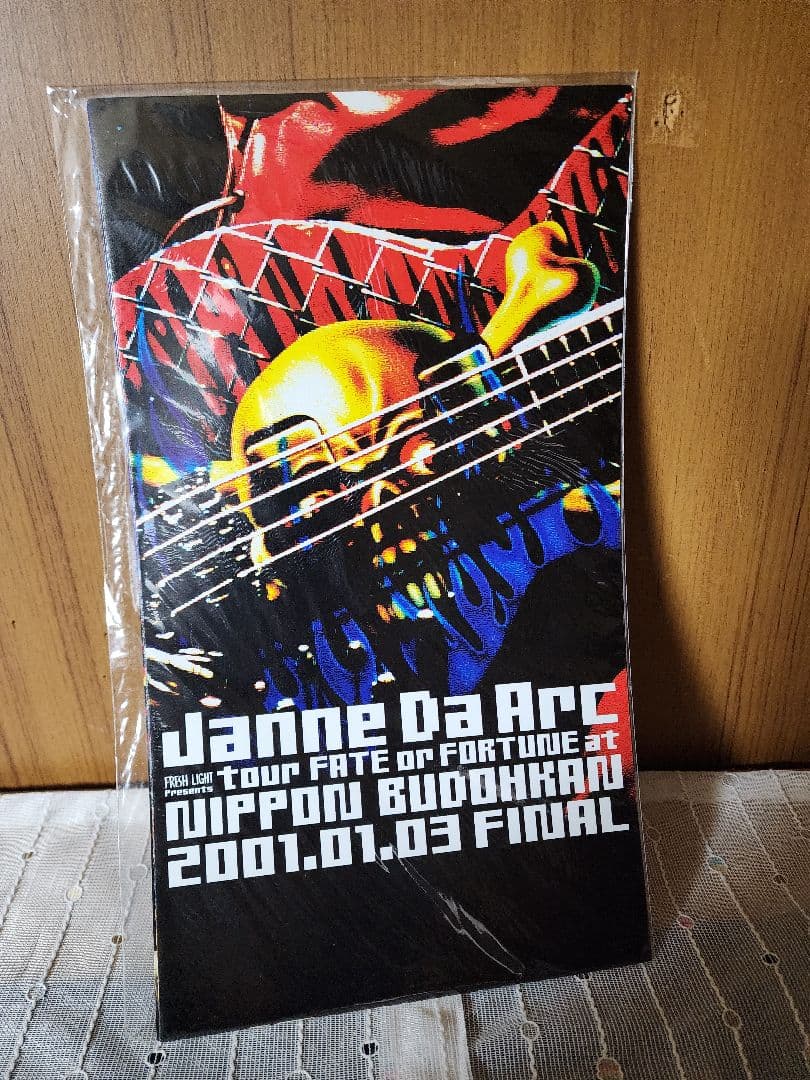 Janne Da Arc
FRESH LIGHT Presents tour FATE or FORTUNE at
NIPPON BUDOHKAN
2001.01.03 FINAL